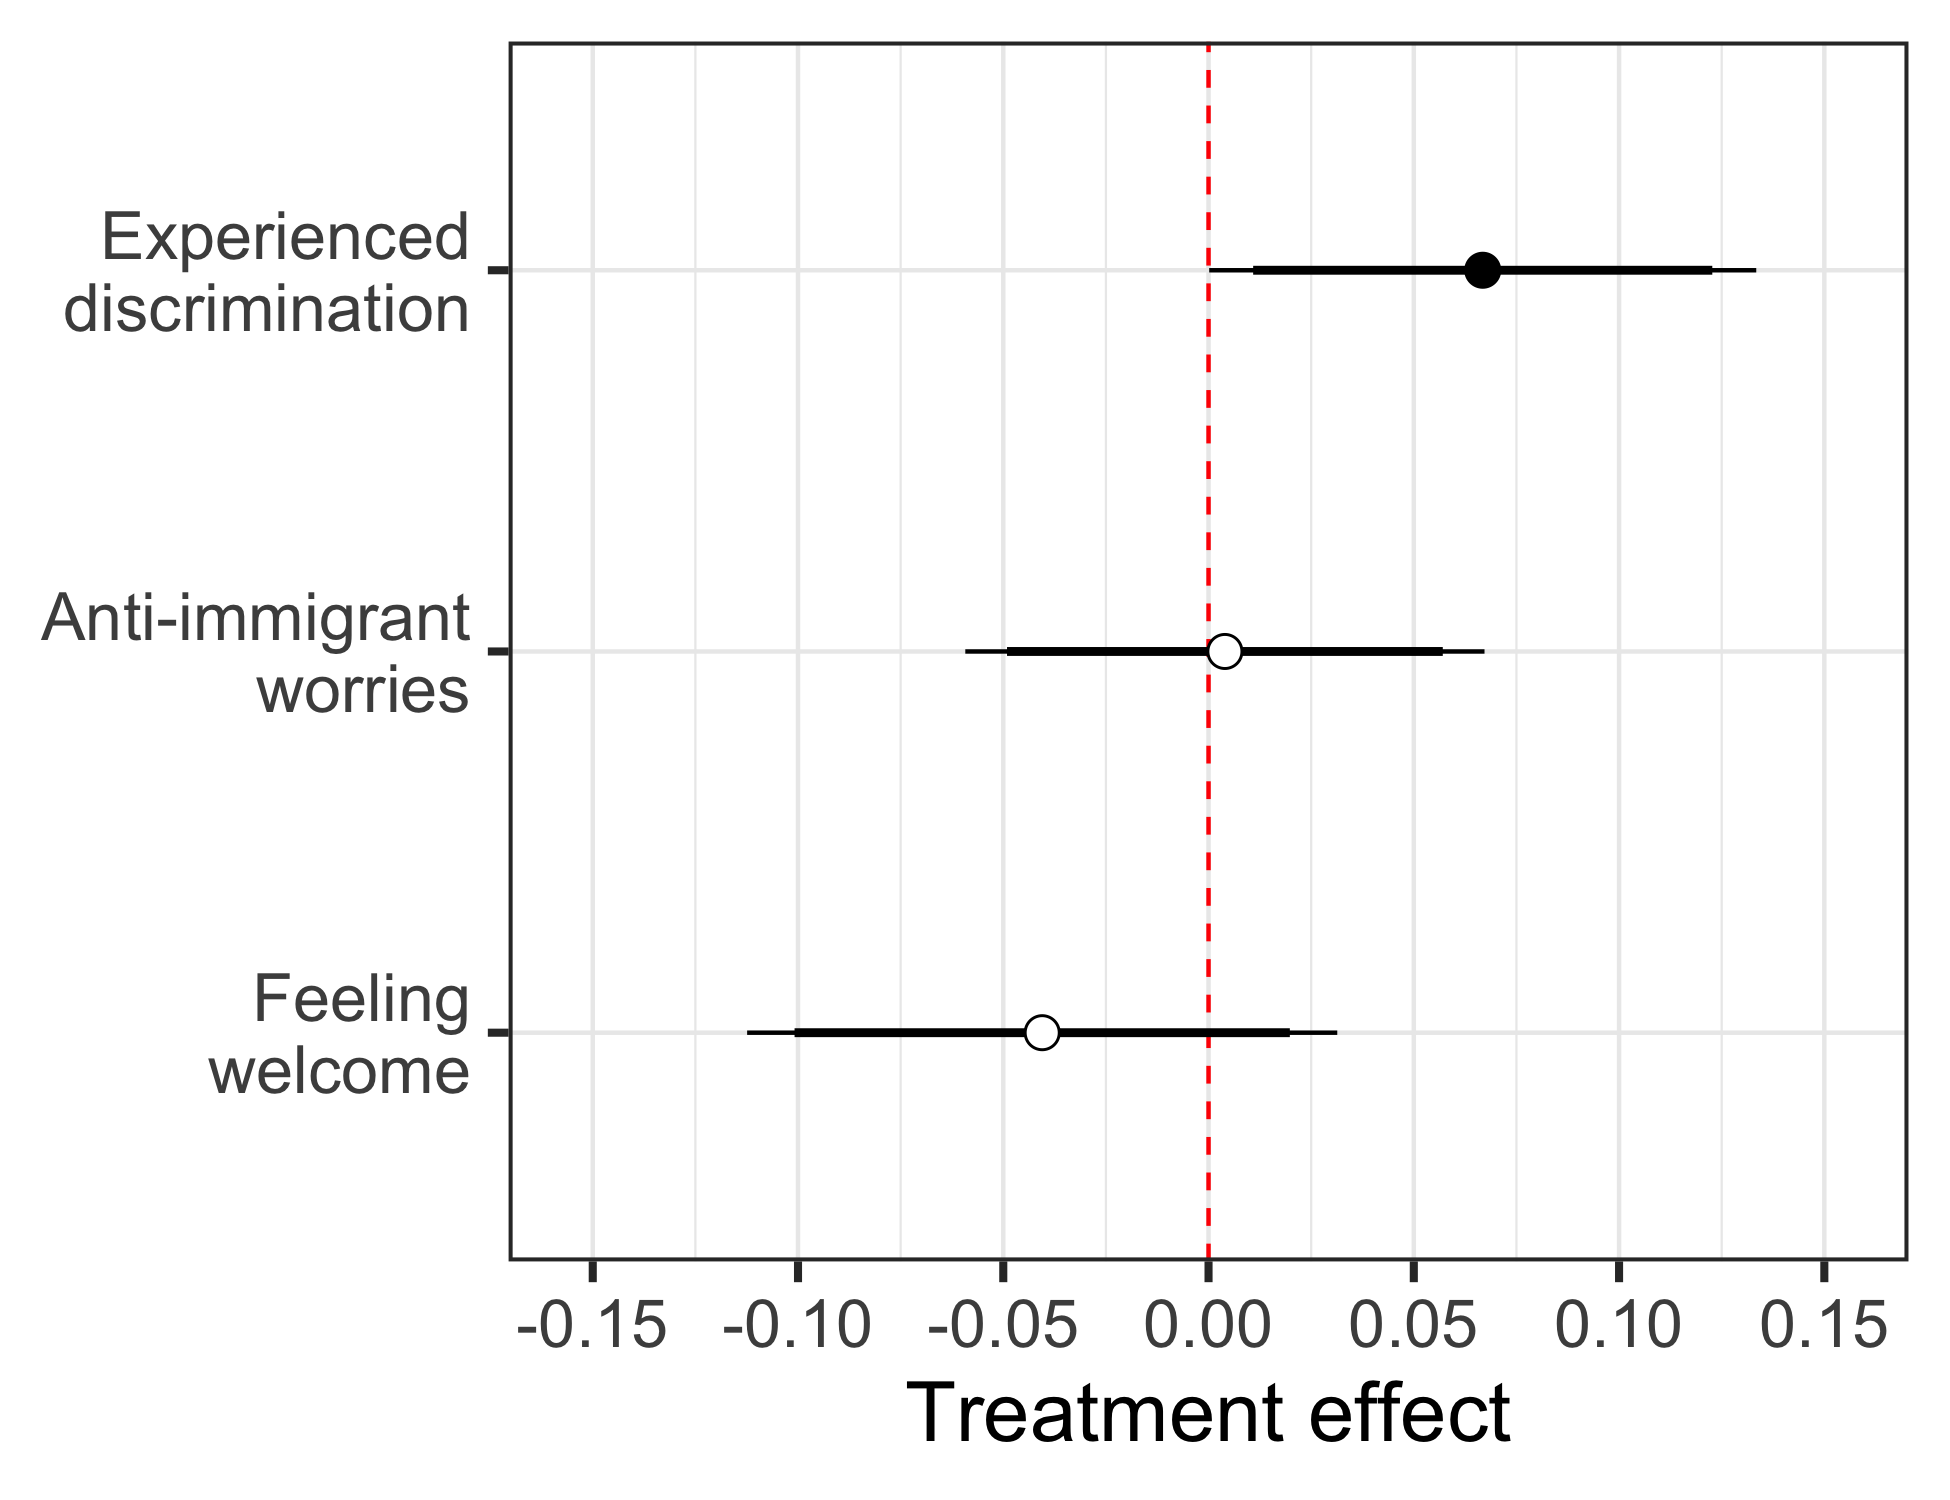 Experienced
discrimination
Anti-immigrant
worries
Feeling
welcome
-0.15 -0.10 -0.05 0.00 0.05 0.10 0.15
Treatment effect